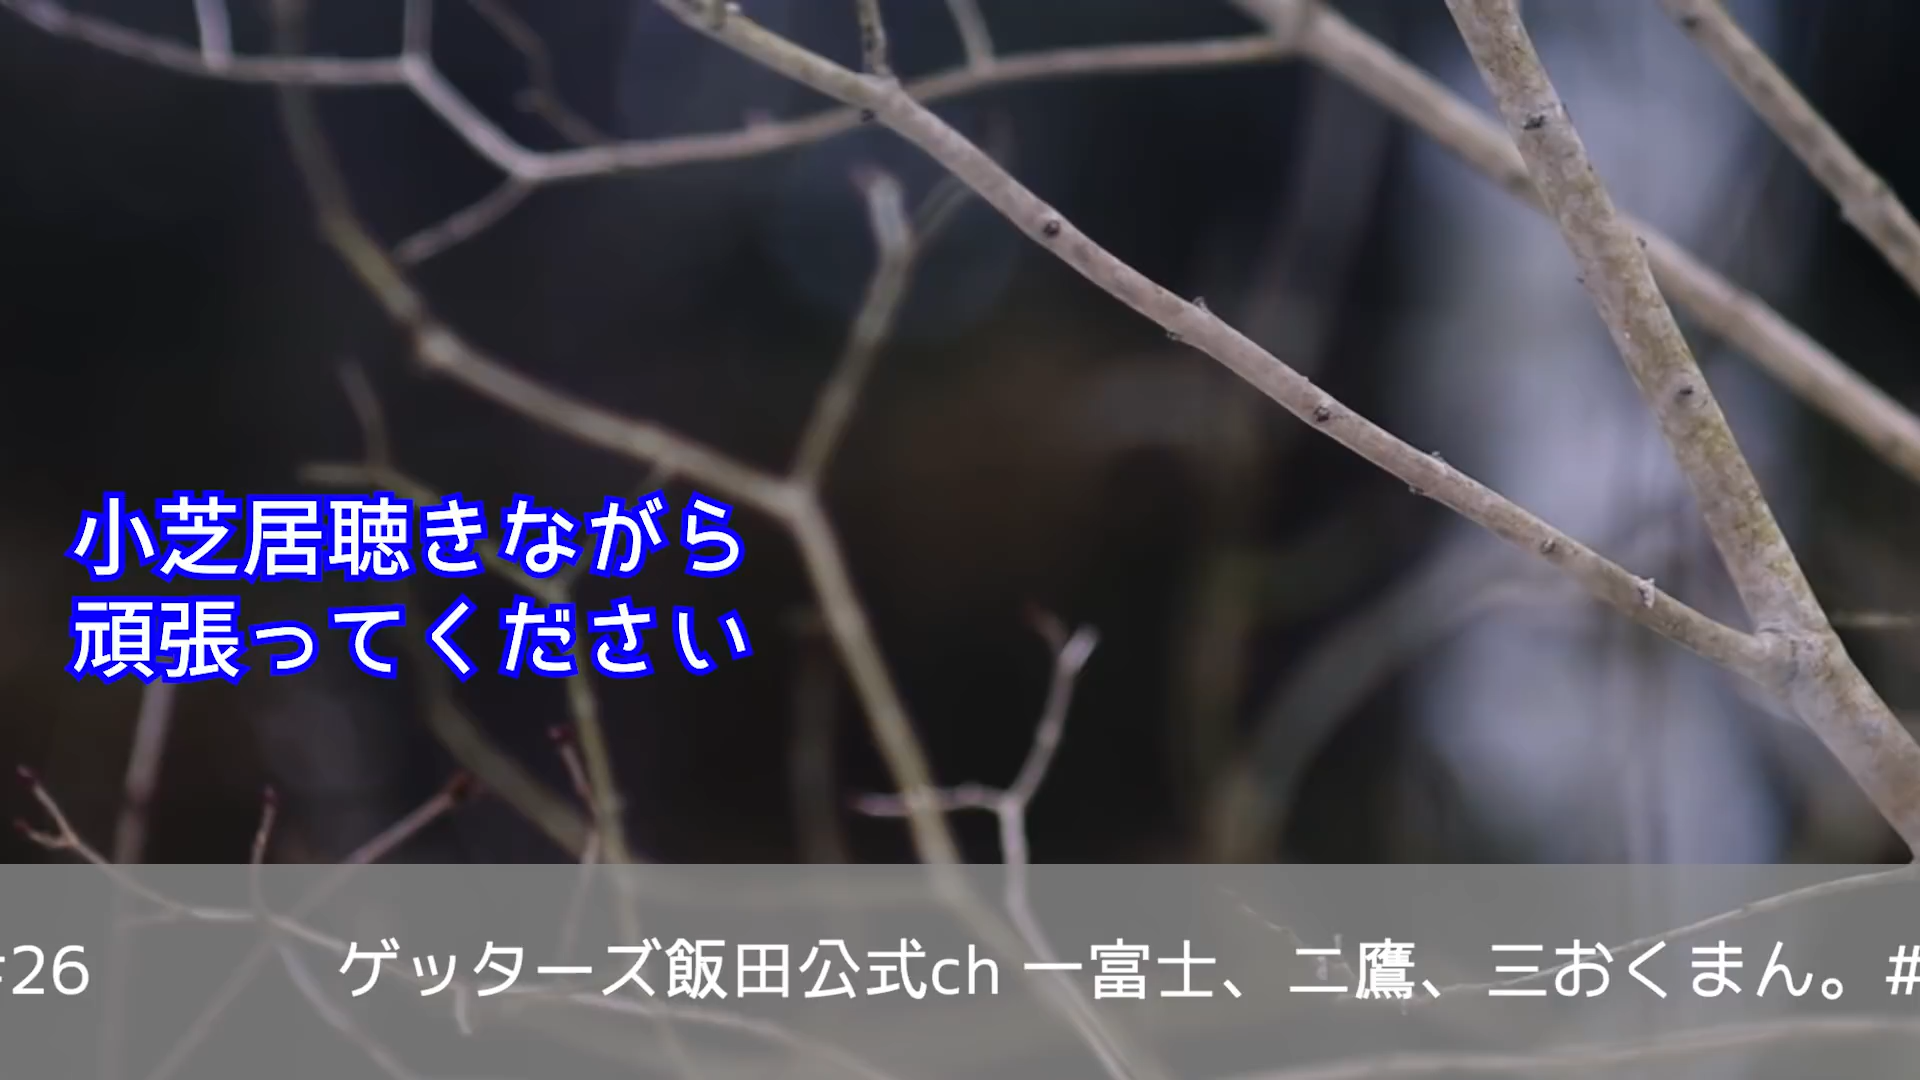 小芝居聴きながら
頑張ってください
#26 ゲッターズ飯田公式ch 一富士、二鷹、三おくまん。#